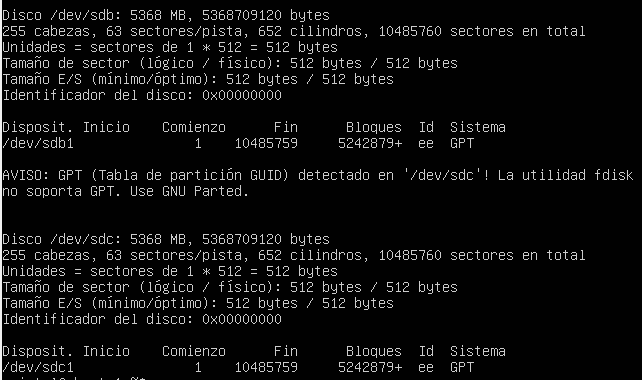 Disco /dev/sdb: 5368 MB, 5368709120 bytes
255 cabezas, 63 sectores/pista, 652 cilindros, 10485760 sectores en total
Unidades = sectores de 1 * 512 = 512 bytes
Tamaño de sector (lógico / físico): 512 bytes / 512 bytes
Tamaño E/S (mínimo/óptimo): 512 bytes / 512 bytes
Identificador del disco: 0x00000000
Disposit. Inicio Comienzo Fin Bloques Id Sistema
/dev/sdb1 1 10485759 5242879+ ee GPT
AVISO: GPT (Tabla de partición GUID) detectado en '/dev/sdc'! La utilidad fdisk
no soporta GPT. Use GNU Parted.
Disco /dev/sdc: 5368 MB, 5368709120 bytes
255 cabezas, 63 sectores/pista, 652 cilindros, 10485760 sectores en total
Unidades = sectores de 1 * 512 = 512 bytes
Tamaño de sector (lógico / físico): 512 bytes / 512 bytes
Tamaño E/S (mínimo/óptimo): 512 bytes / 512 bytes
Identificador del disco: 0x00000000
Disposit. Inicio Comienzo Fin Bloques Id Sistema
/dev/sdc1 1 10485759 5242879+ ee GPT